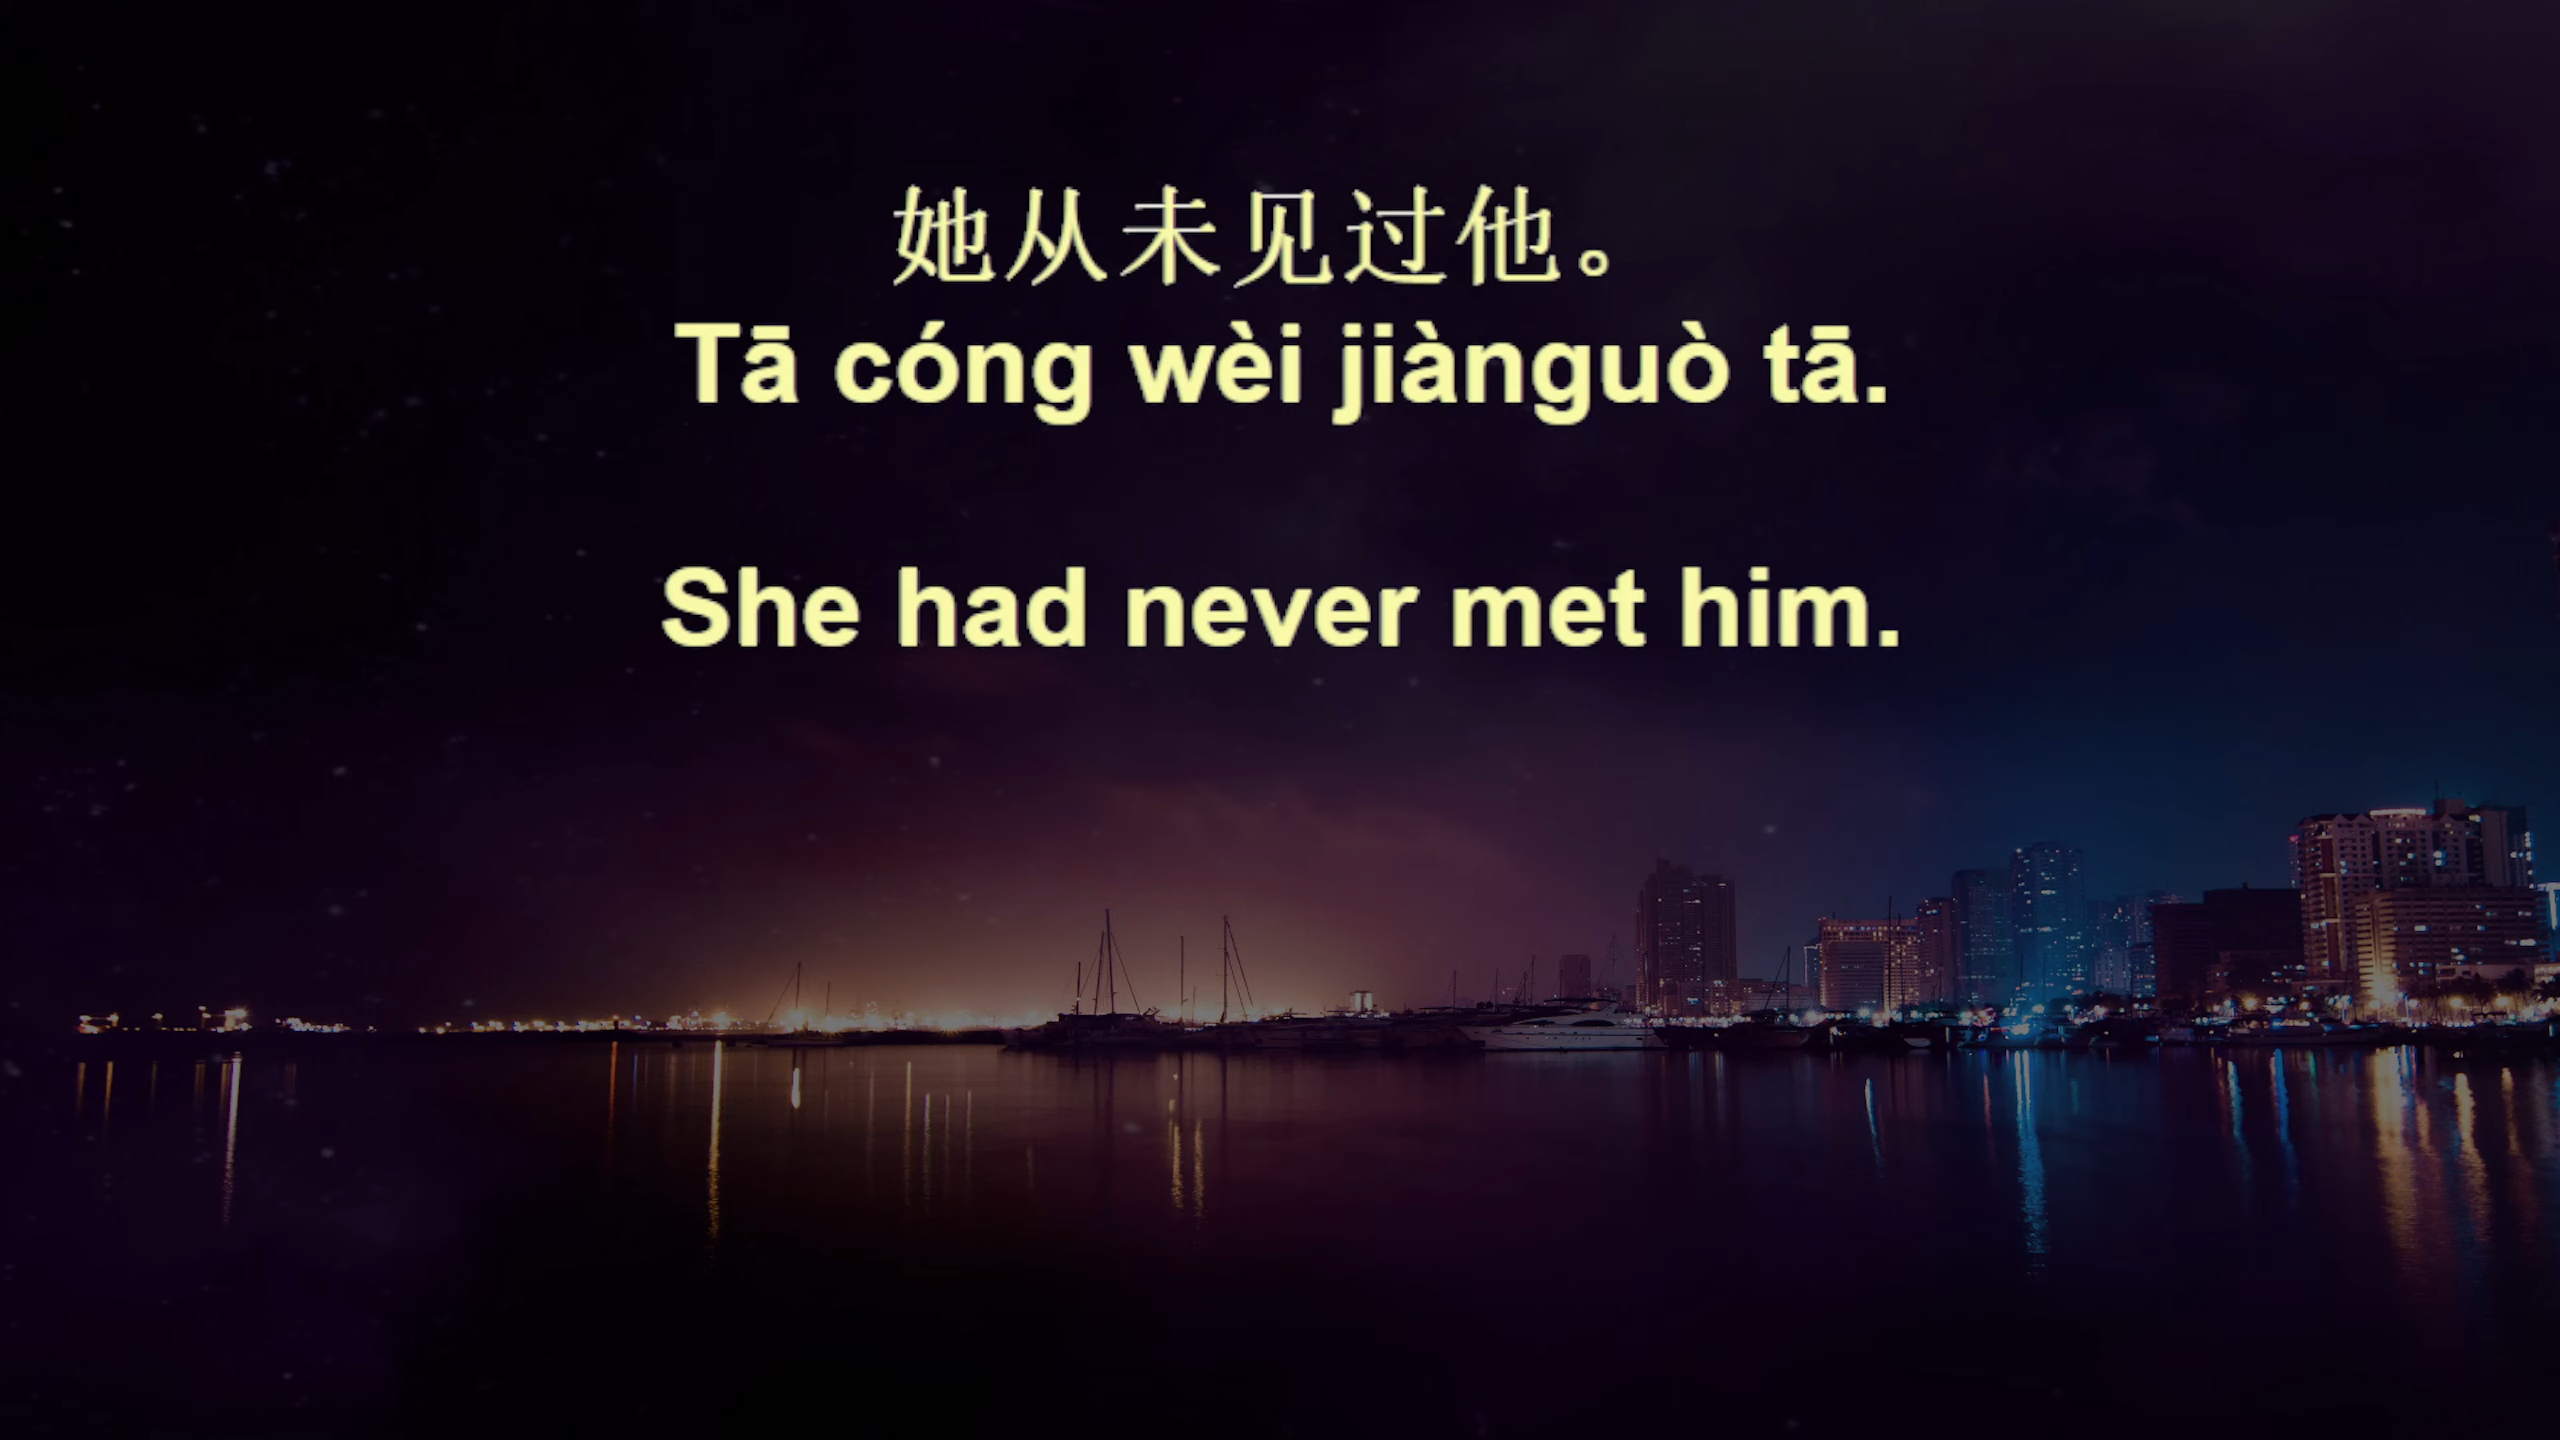 她从未见过他。
Tā cóng wèi jiànguò tā.
She had never met him.